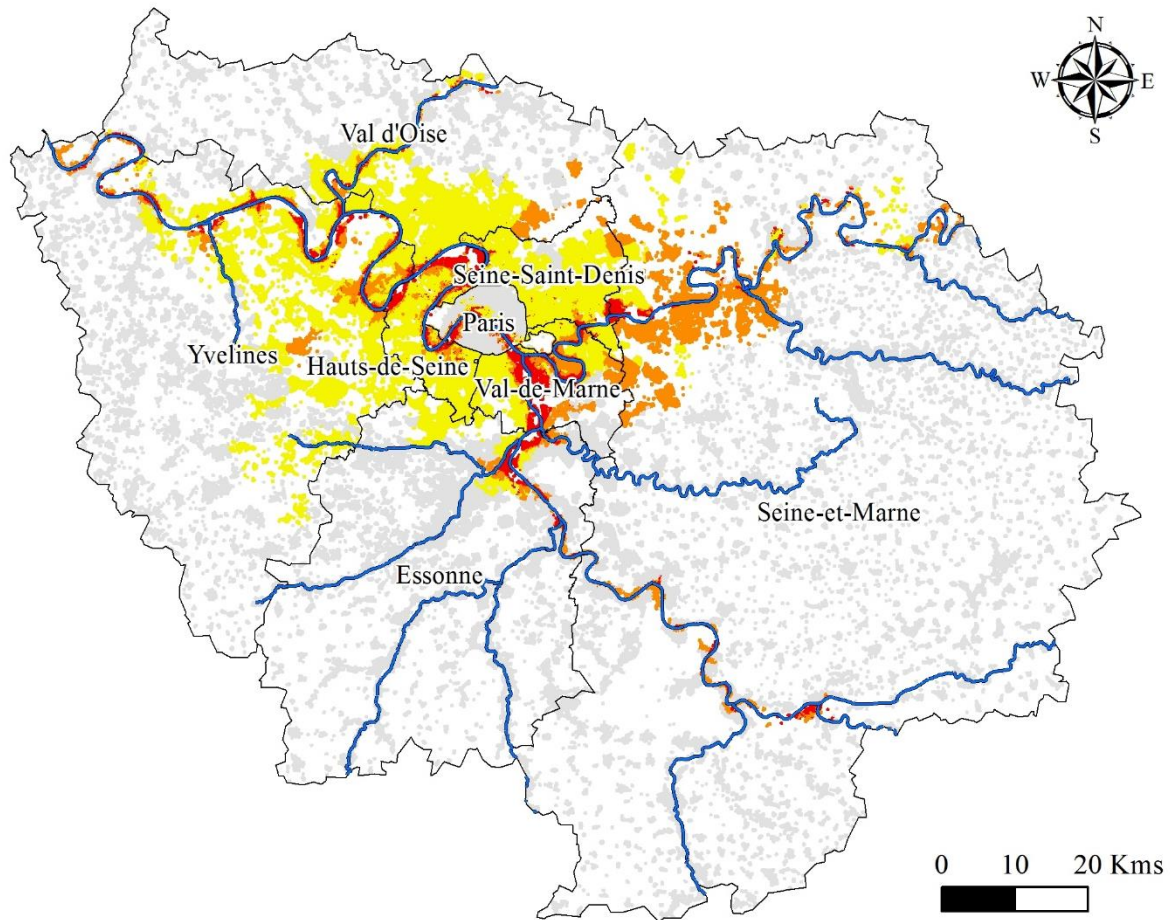 N
W E
S
Val d'Oise
Seine-Saint-Denis
Paris
Yvelines
Hauts-de-Seine
Val-de-Marne
Seine-et-Marne
Essonne
0 10 20 Kms